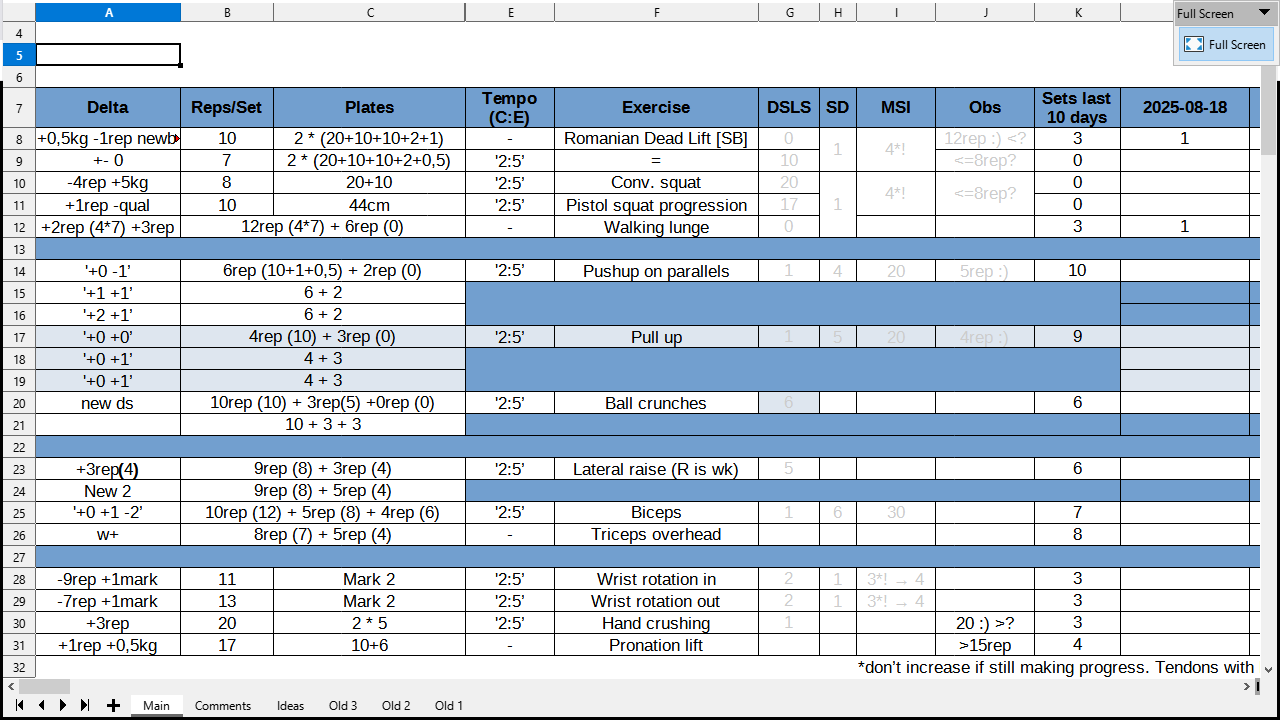 A B C E F G H I J K
Full Screen
Full Screen
4
5
6
7 Delta Reps/Set Plates Tempo (C:E) Exercise DSLS SD MSI Obs Sets last 10 days 2025-08-18
8 +0,5kg -1rep newb 10 2 * (20+10+10+2+1) - Romanian Dead Lift [SB] 0 1 4*! 12rep :) <? 3 1
9 +- 0 7 2 * (20+10+10+2+0,5) '2:5’ = 10 <=8rep? 0
10 -4rep +5kg 8 20+10 '2:5’ Conv. squat 20 1 4*! <=8rep? 0
11 +1rep -qual 10 44cm '2:5’ Pistol squat progression 17 0
12 +2rep (4*7) +3rep 12rep (4*7) + 6rep (0) - Walking lunge 0 3 1
13
14 '+0 -1’ 6rep (10+1+0,5) + 2rep (0) '2:5’ Pushup on parallels 1 4 20 5rep :) 10
15 '+1 +1’ 6 + 2
16 '+2 +1’ 6 + 2
17 '+0 +0’ 4rep (10) + 3rep (0) '2:5’ Pull up 1 5 20 4rep :) 9
18 '+0 +1’ 4 + 3
19 '+0 +1’ 4 + 3
20 new ds 10rep (10) + 3rep(5) +0rep (0) '2:5’ Ball crunches 6 6
21 10 + 3 + 3
22
23 +3rep(4) 9rep (8) + 3rep (4) '2:5’ Lateral raise (R is wk) 5 6
24 New 2 9rep (8) + 5rep (4)
25 '+0 +1 -2’ 10rep (12) + 5rep (8) + 4rep (6) '2:5’ Biceps 1 6 30 7
26 w+ 8rep (7) + 5rep (4) - Triceps overhead 8
27
28 -9rep +1mark 11 Mark 2 '2:5’ Wrist rotation in 2 1 3*! → 4 3
29 -7rep +1mark 13 Mark 2 '2:5’ Wrist rotation out 2 1 3*! → 4 3
30 +3rep 20 2 * 5 '2:5’ Hand crushing 1 20 :) >? 3
31 +1rep +0,5kg 17 10+6 - Pronation lift >15rep 4
32 *don’t increase if still making progress. Tendons with
Main Comments Ideas Old 3 Old 2 Old 1